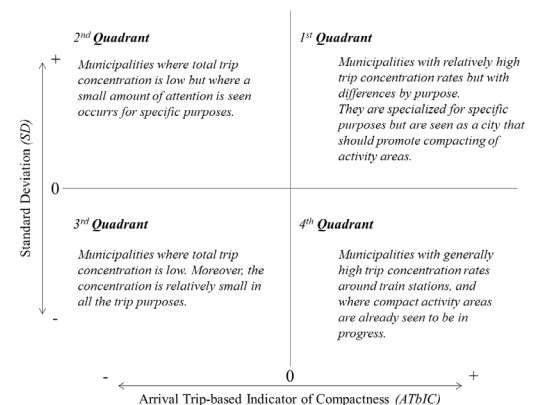 2nd Quadrant
Municipalities where total trip
concentration is low but where a
small amount of attention is seen
occurrs for specific purposes.
1st Quadrant
Municipalities with relatively high
trip concentration rates but with
differences by purpose.
They are specialized for specific
purposes but are seen as a city that
should promote compacting of
activity areas.
+
Standard Deviation (SD)
0
-
3rd Quadrant
Municipalities where total trip
concentration is low. Moreover, the
concentration is relatively small in
all the trip purposes.
4th Quadrant
Municipalities with generally
high trip concentration rates
around train stations, and
where compact activity areas
are already seen to be in
progress.
- 0 +
Arrival Trip-based Indicator of Compactness (ATbIC)